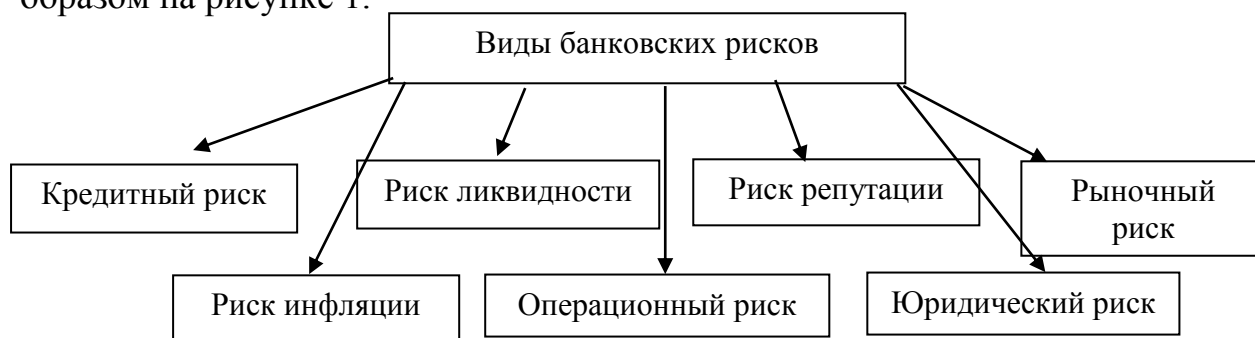 образом на рисунке 1.
Виды банковских рисков
Кредитный риск
Риск ликвидности
Риск репутации
Рыночный
риск
Риск инфляции
Операционный риск
Юридический риск